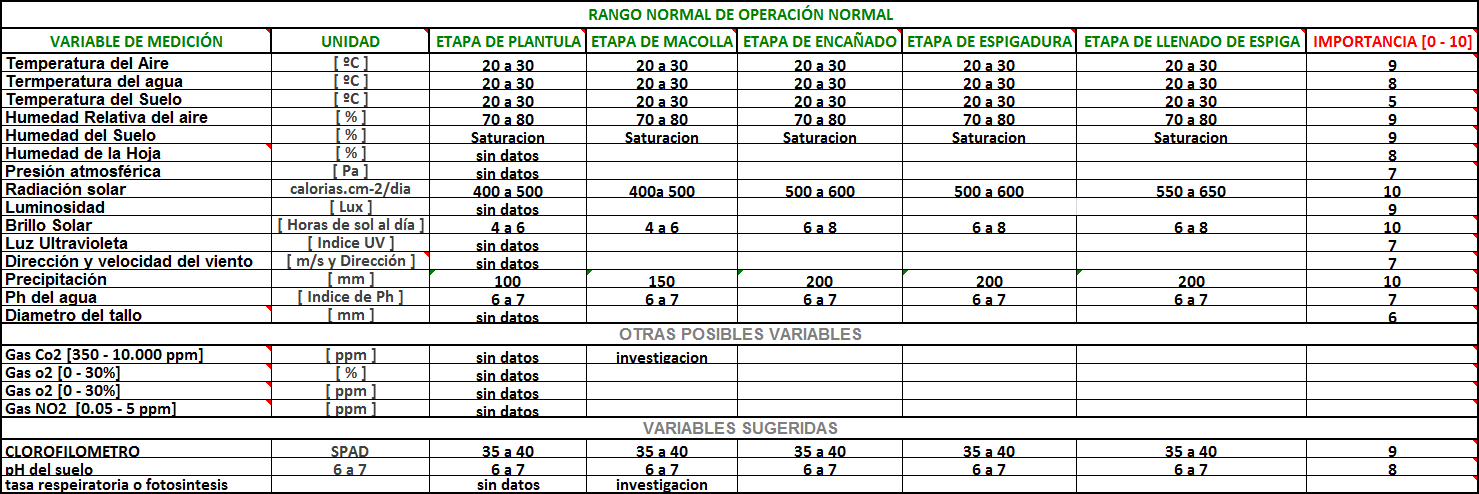 RANGO NORMAL DE OPERACIÓN NORMAL
VARIABLE DE MEDICIÓN UNIDAD ETAPA DE PLANTULA ETAPA DE MACOLLA ETAPA DE ENCAÑADO ETAPA DE ESPIGADURA ETAPA DE LLENADO DE ESPIGA IMPORTANCIA [0 - 10]
Temperatura del Aire [ ºC ] 20 a 30 20 a 30 20 a 30 20 a 30 20 a 30 9
Termperatura del agua [ ºC ] 20 a 30 20 a 30 20 a 30 20 a 30 20 a 30 8
Temperatura del Suelo [ ºC ] 20 a 30 20 a 30 20 a 30 20 a 30 20 a 30 5
Humedad Relativa del aire [ % ] 70 a 80 70 a 80 70 a 80 70 a 80 70 a 80 9
Humedad del Suelo [ % ] Saturacion Saturacion Saturacion Saturacion Saturacion 9
Humedad de la Hoja [ % ] sin datos 8
Presión atmosférica [ Pa ] sin datos 7
Radiación solar calorias.cm-2/dia 400 a 500 400a 500 500 a 600 500 a 600 550 a 650 10
Luminosidad [ Lux ] sin datos 9
Brillo Solar [ Horas de sol al día ] 4 a 6 4 a 6 6 a 8 6 a 8 6 a 8 10
Luz Ultravioleta [ Indice UV ] sin datos 7
Dirección y velocidad del viento [ m/s y Dirección ] sin datos 7
Precipitación [ mm ] 100 150 200 200 200 10
Ph del agua [ Indice de Ph ] 6 a 7 6 a 7 6 a 7 6 a 7 6 a 7 7
Diametro del tallo [ mm ] sin datos 6
OTRAS POSIBLES VARIABLES
Gas Co2 [350 - 10.000 ppm] [ ppm ] sin datos investigacion
Gas o2 [0 - 30%] [ % ] sin datos
Gas o2 [0 - 30%] [ ppm ] sin datos
Gas NO2 [0.05 - 5 ppm] [ ppm ] sin datos
VARIABLES SUGERIDAS
CLOROFILOMETRO SPAD 35 a 40 35 a 40 35 a 40 35 a 40 35 a 40 9
pH del suelo 6 a 7 6 a 7 6 a 7 6 a 7 6 a 7 6 a 7 8
tasa respeiratoria o fotosintesis sin datos investigacion